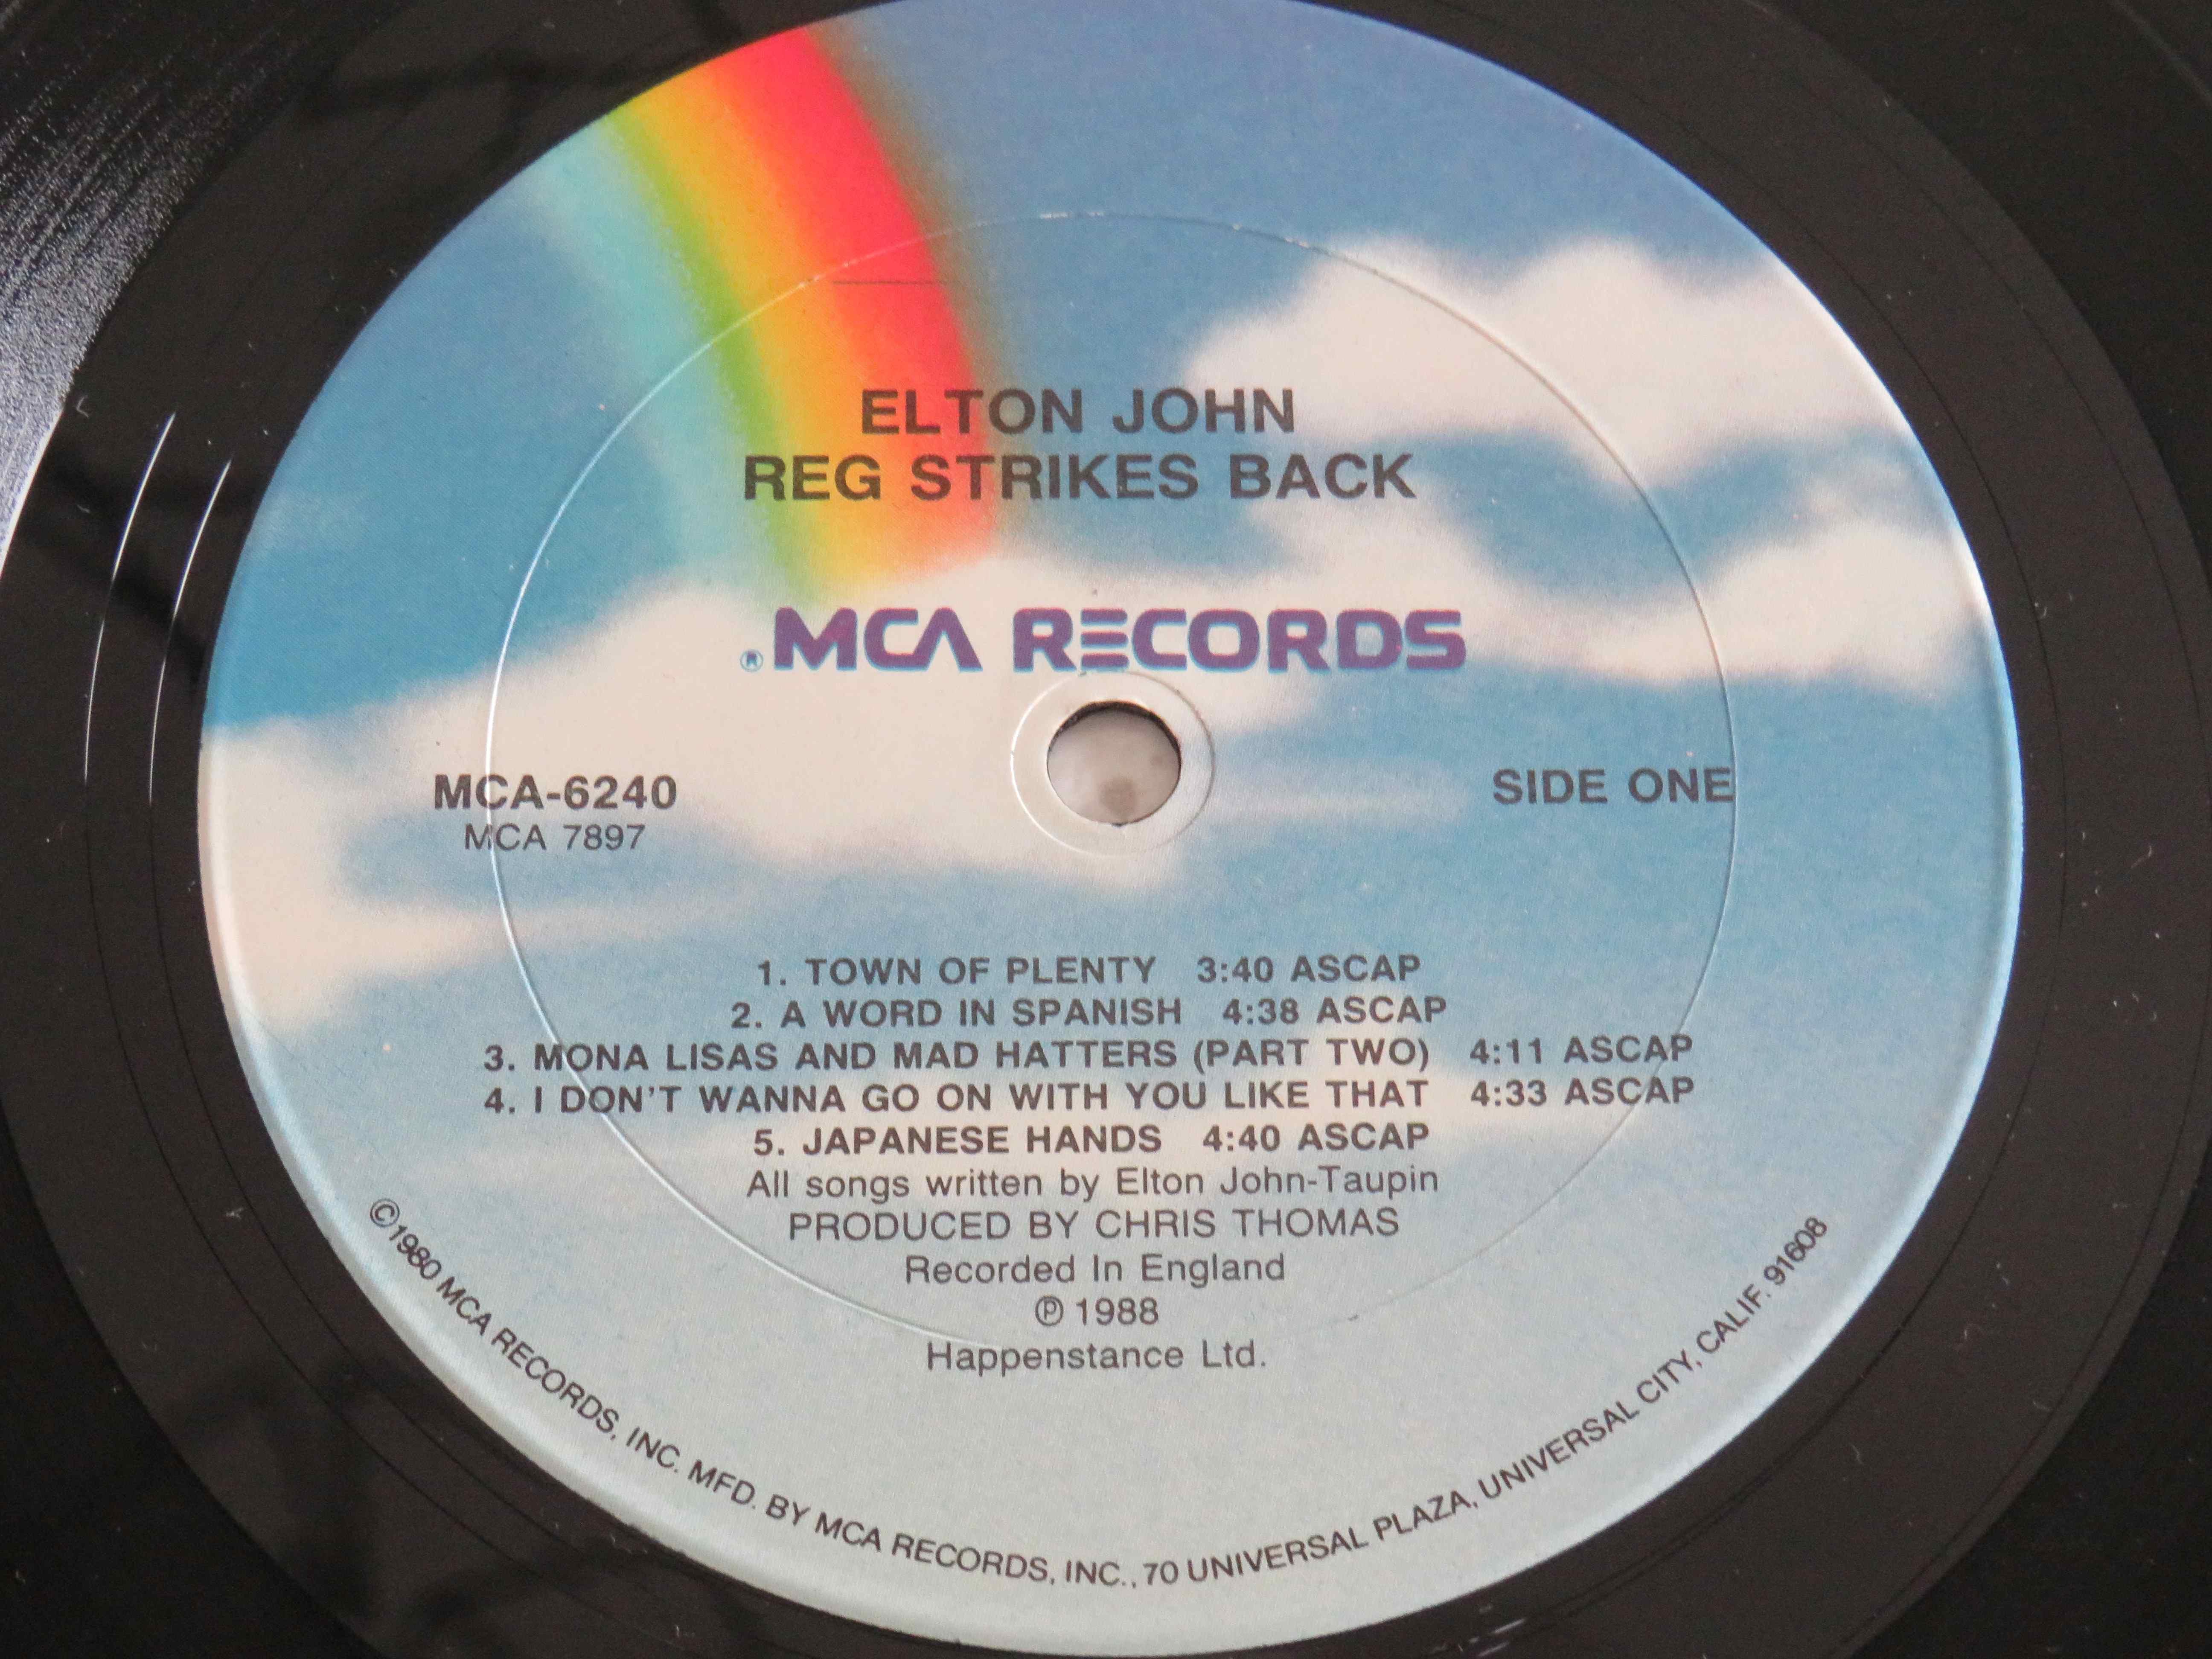 ELTON JOHN
REG STRIKES BACK
®.MCA RECORDS
MCA-6240
MCA 7897
SIDE ONE
1. TOWN OF PLENTY 3:40 ASCAP
2. A WORD IN SPANISH 4:38 ASCAP
3. MONA LISAS AND MAD HATTERS (PART TWO) 4:11 ASCAP
4. I DON'T WANNA GO ON WITH YOU LIKE THAT 4:33 ASCAP
5. JAPANESE HANDS 4:40 ASCAP
All songs written by Elton John-Taupin
PRODUCED BY CHRIS THOMAS
Recorded In England
℗ 1988
Happenstance Ltd.
©1980 MCA RECORDS, INC. MFD. BY MCA RECORDS, INC., 70 UNIVERSAL PLAZA, UNIVERSAL CITY, CALIF. 91608